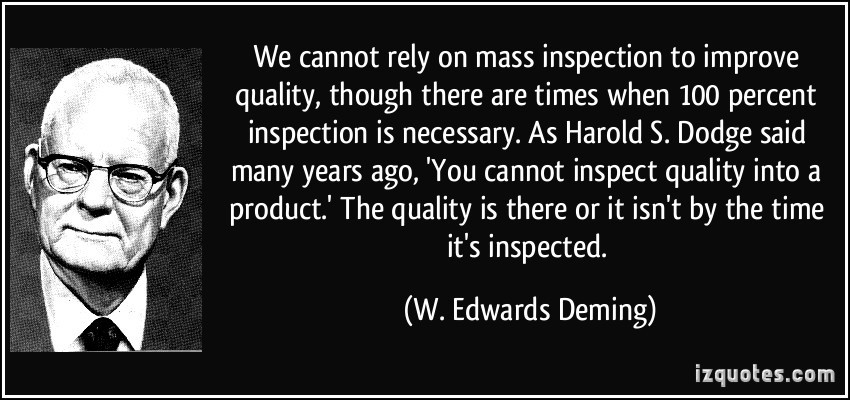 We cannot rely on mass inspection to improve
quality, though there are times when 100 percent
inspection is necessary. As Harold S. Dodge said
many years ago, 'You cannot inspect quality into a
product.' The quality is there or it isn't by the time
it's inspected.
(W. Edwards Deming)
izquotes.com